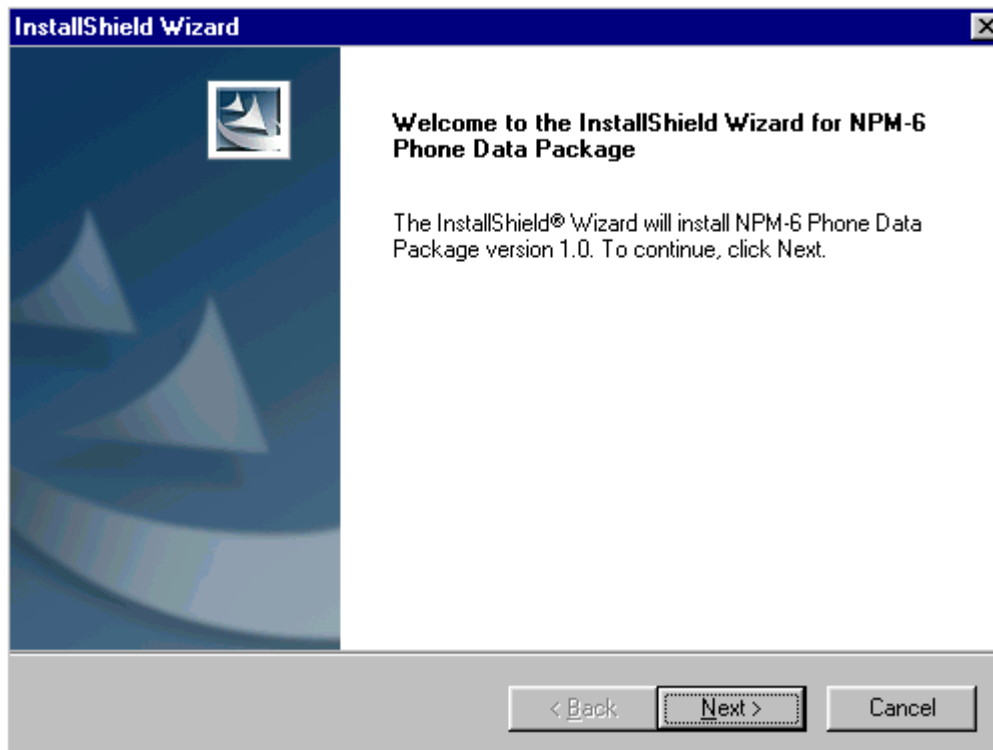 InstallShield Wizard
Welcome to the InstallShield Wizard for NPM-6
Phone Data Package
The InstallShield® Wizard will install NPM-6 Phone Data
Package version 1.0. To continue, click Next.
< Back
Next >
Cancel